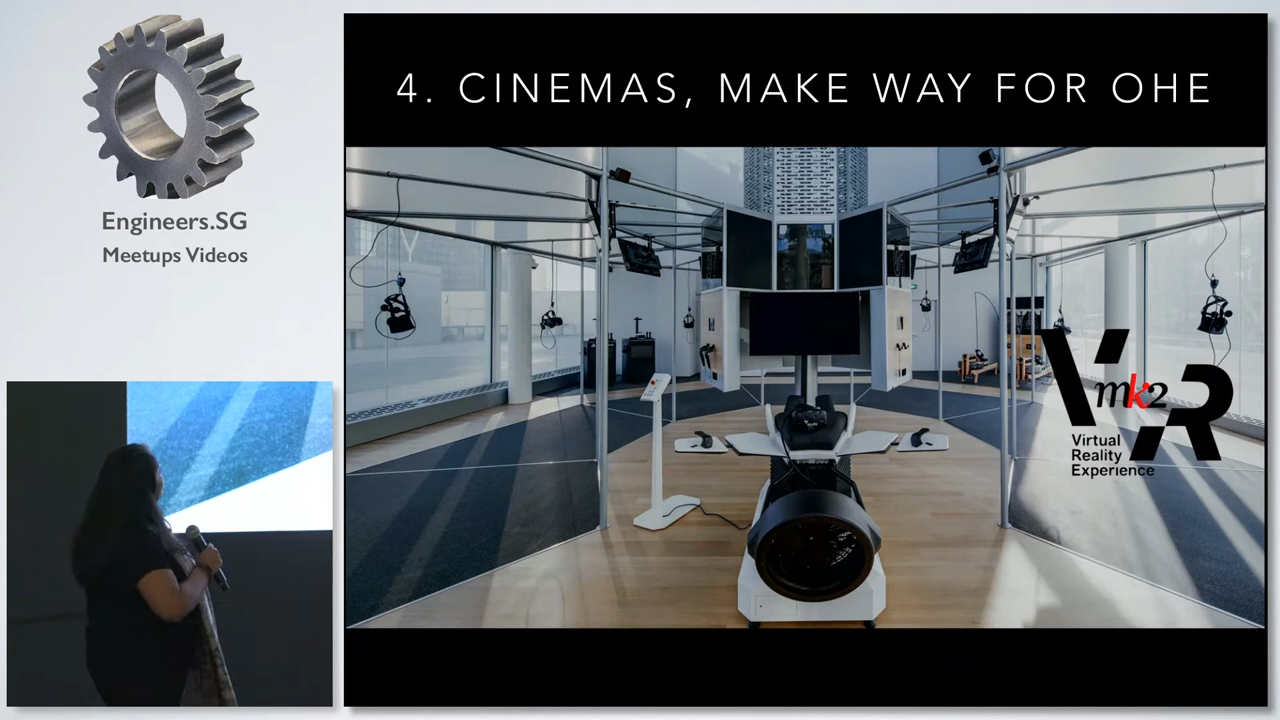 Engineers.SG
Meetups Videos
4. CINEMAS, MAKE WAY FOR OHE
VR
mk2
Virtual
Reality
Experience